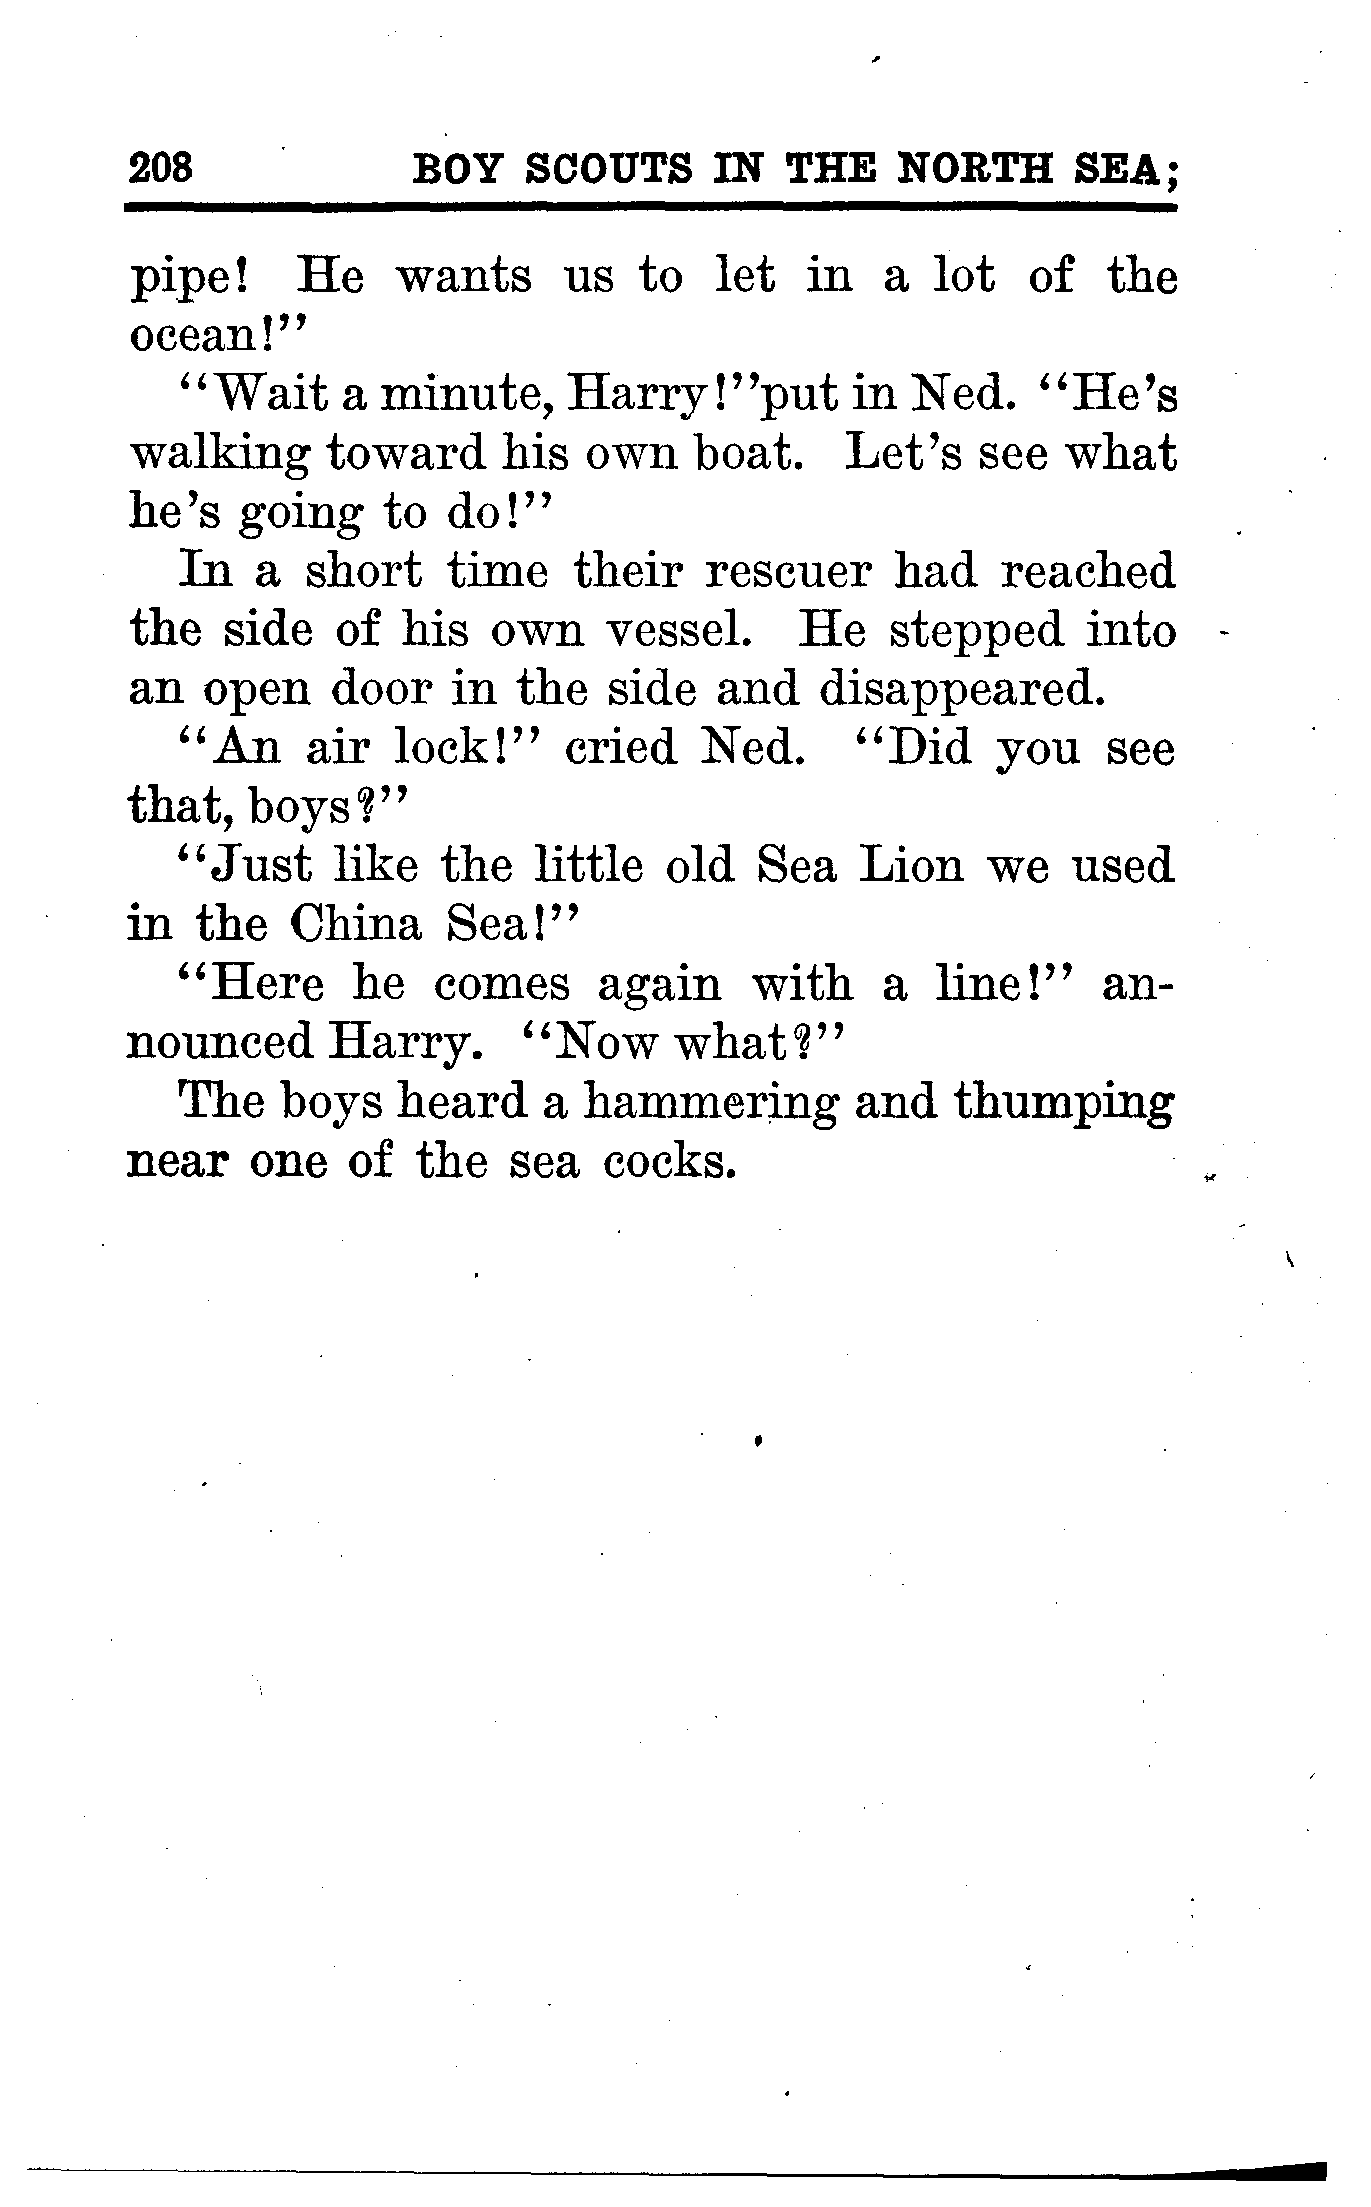 208 BOY SCOUTS IN THE NORTH SEA;
pipe! He wants us to let in a lot of the
ocean!”
“Wait a minute, Harry!”put in Ned. “He’s
walking toward his own boat. Let’s see what
he’s going to do!”
In a short time their rescuer had reached
the side of his own vessel. He stepped into
an open door in the side and disappeared.
“An air lock!” cried Ned. “Did you see
that, boys?”
“Just like the little old Sea Lion we used
in the China Sea!”
“Here he comes again with a line!” an-
nounced Harry. “Now what?”
The boys heard a hammering and thumping
near one of the sea cocks.